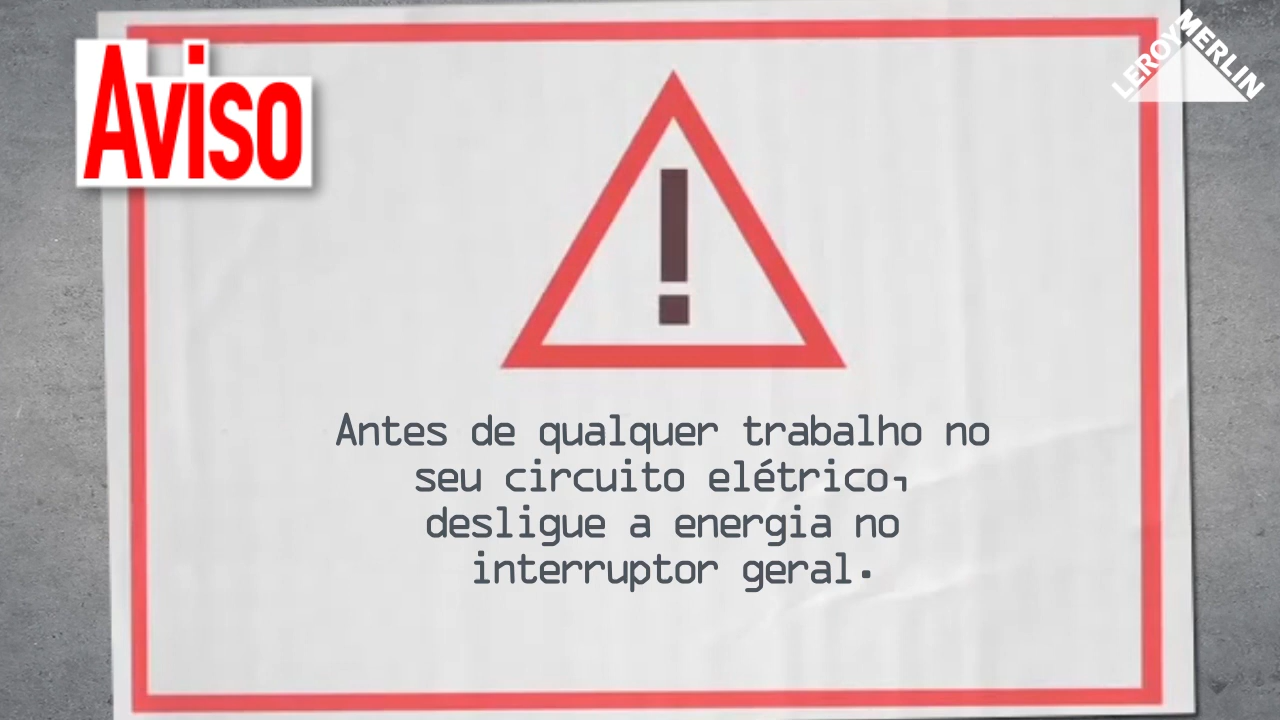 Aviso
LEROY MERLIN
Antes de qualquer trabalho no
seu circuito elétrico,
desligue a energia no
interruptor geral.